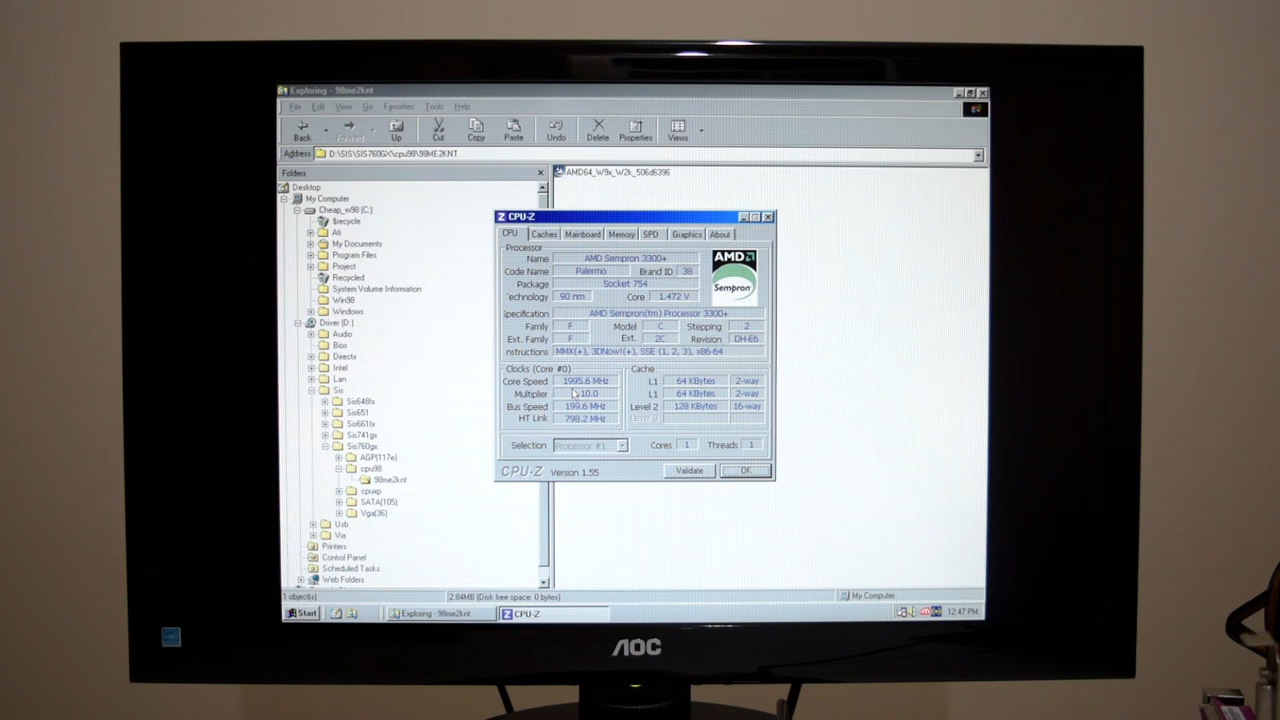 Exploring - 98me2knt
File Edit View Go Favorites Tools Help
Back Forward Up Cut Copy Paste Undo Delete Properties Views
Address D:\SIS\SIS760GX\cpu98\98ME2KNT
Folders
AMD64_W9x_W2k_506d6396
Desktop
My Computer
Cheap_w98 (C:)
$recycle
Ati
My Documents
Program Files
Project
Recycled
System Volume Information
Win98
Windows
Driver (D:)
Audio
Bios
Directx
Intel
Lan
Sis
Sis648fx
Sis651
Sis661fx
Sis741gx
Sis760gx
AGP(117e)
cpu98
98me2knt
cpuxp
SATA(105)
Vga(36)
Usb
Via
Printers
Control Panel
Scheduled Tasks
Web Folders
CPU-Z
CPU Caches Mainboard Memory SPD Graphics About
Processor
Name AMD Sempron 3300+
Code Name Palermo Brand ID 38
Package Socket 754
Technology 90 nm Core 1.472 V
AMD
Sempron
Specification AMD Sempron(tm) Processor 3300+
Family F Model C Stepping 2
Ext. Family F Ext. 2C Revision DH-E6
Instructions MMX(+), 3DNow!(+), SSE (1, 2, 3), x86-64
Clocks (Core #0)
Core Speed 1995.6 MHz
Multiplier x 10.0
Bus Speed 199.6 MHz
HT Link 798.2 MHz
Cache
L1 64 KBytes 2-way
L1 64 KBytes 2-way
Level 2 128 KBytes 16-way
Level 3
Selection Processor #1 Cores 1 Threads 1
CPU-Z Version 1.55 Validate OK
1 object(s) 2.84MB (Disk free space: 0 bytes) My Computer
Start Exploring - 98me2knt CPU-Z 12:47 PM
AOC